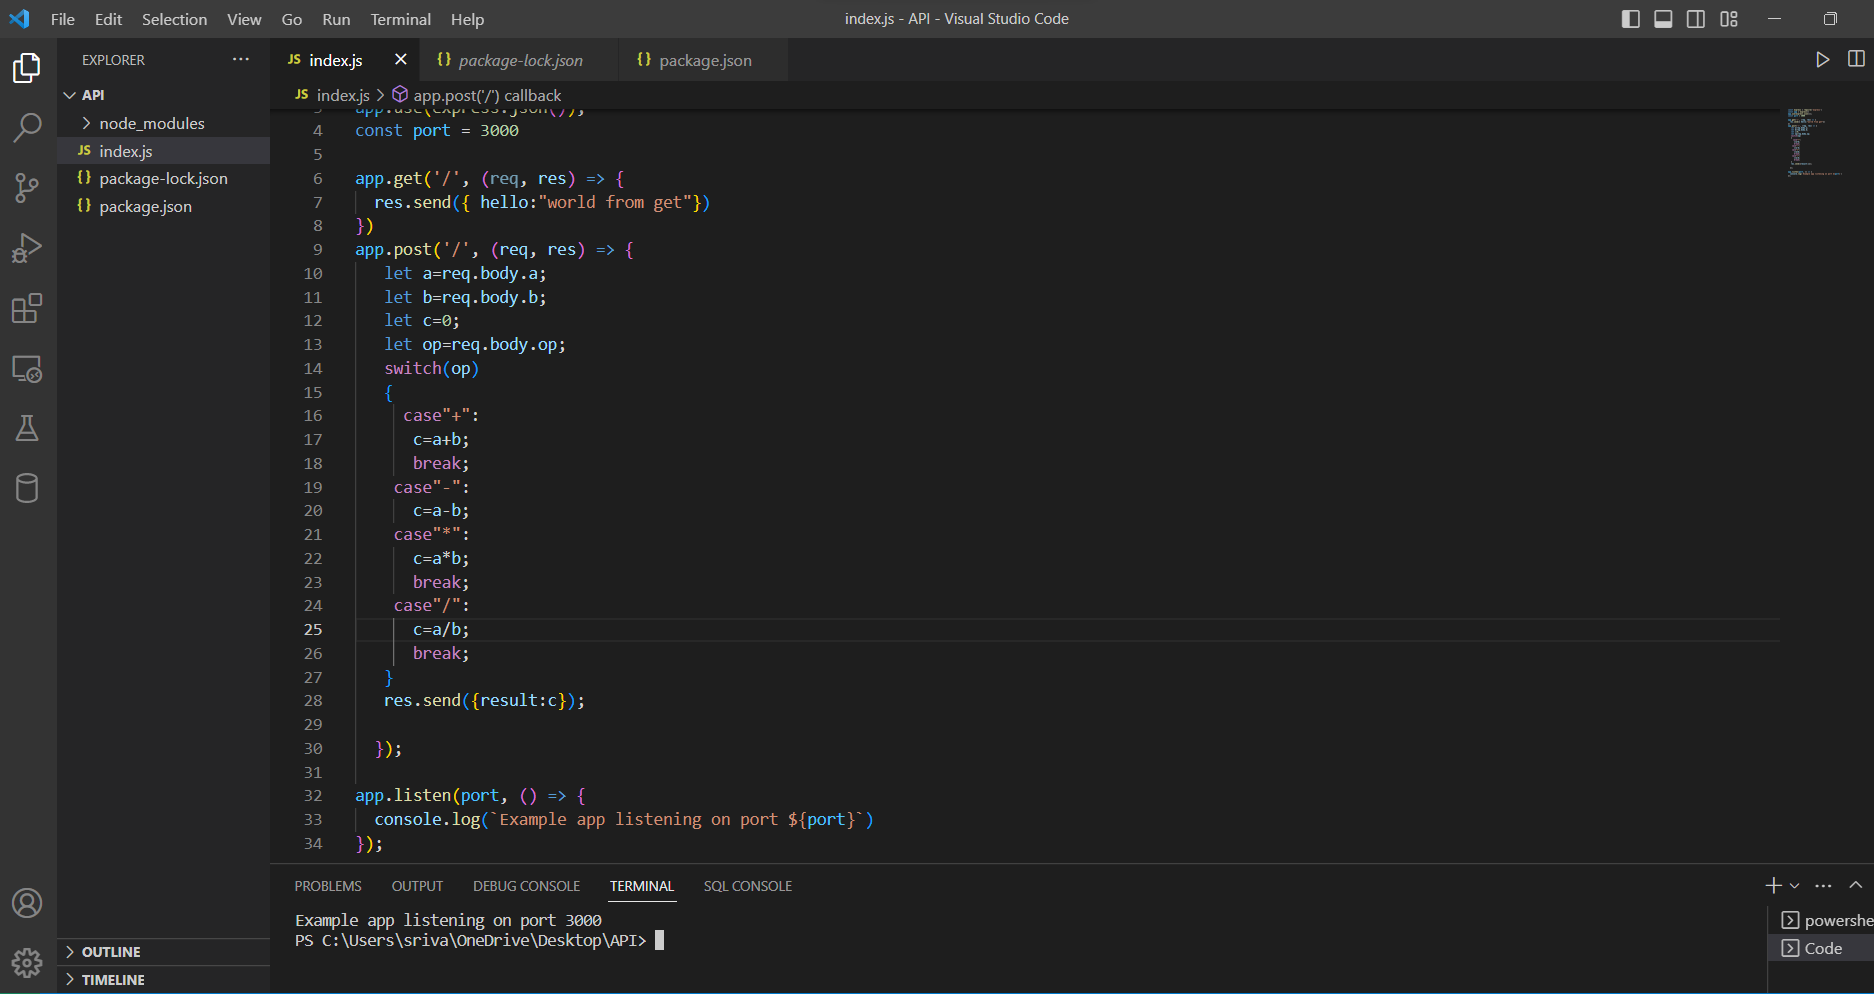 File Edit Selection View Go Run Terminal Help
index.js - API - Visual Studio Code
EXPLORER
API
node_modules
JS index.js
{} package-lock.json
{} package.json
OUTLINE
TIMELINE
JS index.js
{} package-lock.json
{} package.json
JS index.js > app.post('/') callback
3 app.use(express.json());
4 const port = 3000
5
6 app.get('/', (req, res) => {
7 res.send({ hello:"world from get"})
8 })
9 app.post('/', (req, res) => {
10 let a=req.body.a;
11 let b=req.body.b;
12 let c=0;
13 let op=req.body.op;
14 switch(op)
15 {
16 case"+":
17 c=a+b;
18 break;
19 case"-":
20 c=a-b;
21 case"*":
22 c=a*b;
23 break;
24 case"/":
25 c=a/b;
26 break;
27 }
28 res.send({result:c});
29
30 });
31
32 app.listen(port, () => {
33 console.log(`Example app listening on port ${port}`)
34 });
PROBLEMS OUTPUT DEBUG CONSOLE TERMINAL SQL CONSOLE
Example app listening on port 3000
PS C:\Users\sriva\OneDrive\Desktop\API>
powershe
Code